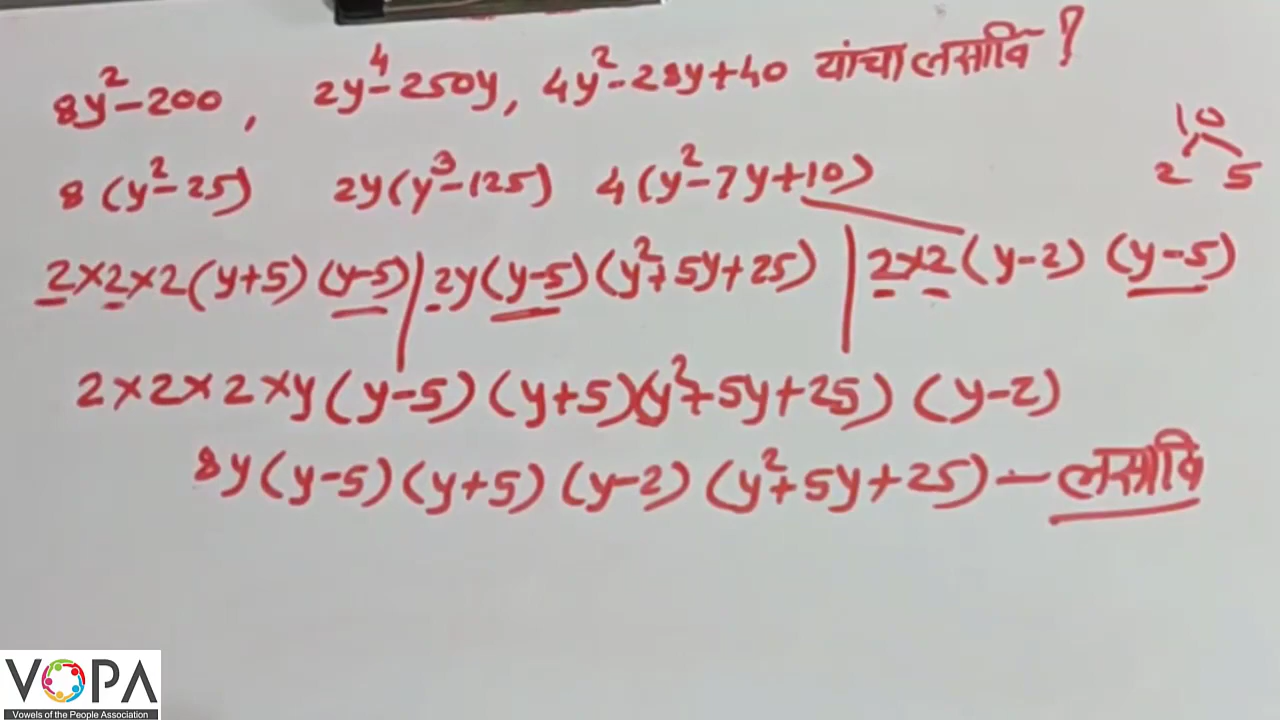 8y²-200, 2y⁴-250y, 4y²-28y+40 यांचा लसावि ?
10
2 5
8 (y²-25) 2y(y³-125) 4(y²-7y+10)
2×2×2(y+5)(y-5) | 2y(y-5)(y²+5y+25) | 2×2(y-2) (y-5)
2×2×2×y(y-5)(y+5)(y²+5y+25) (y-2)
8y(y-5)(y+5)(y-2)(y²+5y+25) - लसावि
VOPA
Vowels of the People Association